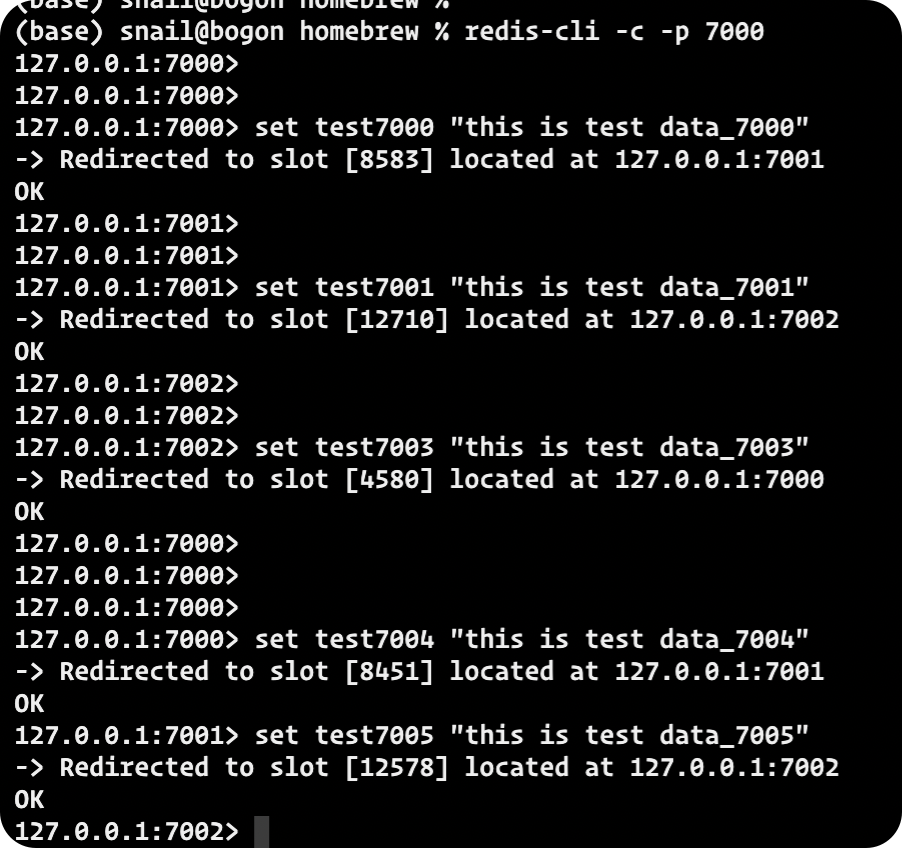 (base) snail@bogon homebrew %
(base) snail@bogon homebrew % redis-cli -c -p 7000
127.0.0.1:7000>
127.0.0.1:7000>
127.0.0.1:7000> set test7000 "this is test data_7000"
-> Redirected to slot [8583] located at 127.0.0.1:7001
OK
127.0.0.1:7001>
127.0.0.1:7001>
127.0.0.1:7001> set test7001 "this is test data_7001"
-> Redirected to slot [12710] located at 127.0.0.1:7002
OK
127.0.0.1:7002>
127.0.0.1:7002>
127.0.0.1:7002> set test7003 "this is test data_7003"
-> Redirected to slot [4580] located at 127.0.0.1:7000
OK
127.0.0.1:7000>
127.0.0.1:7000>
127.0.0.1:7000>
127.0.0.1:7000> set test7004 "this is test data_7004"
-> Redirected to slot [8451] located at 127.0.0.1:7001
OK
127.0.0.1:7001> set test7005 "this is test data_7005"
-> Redirected to slot [12578] located at 127.0.0.1:7002
OK
127.0.0.1:7002>